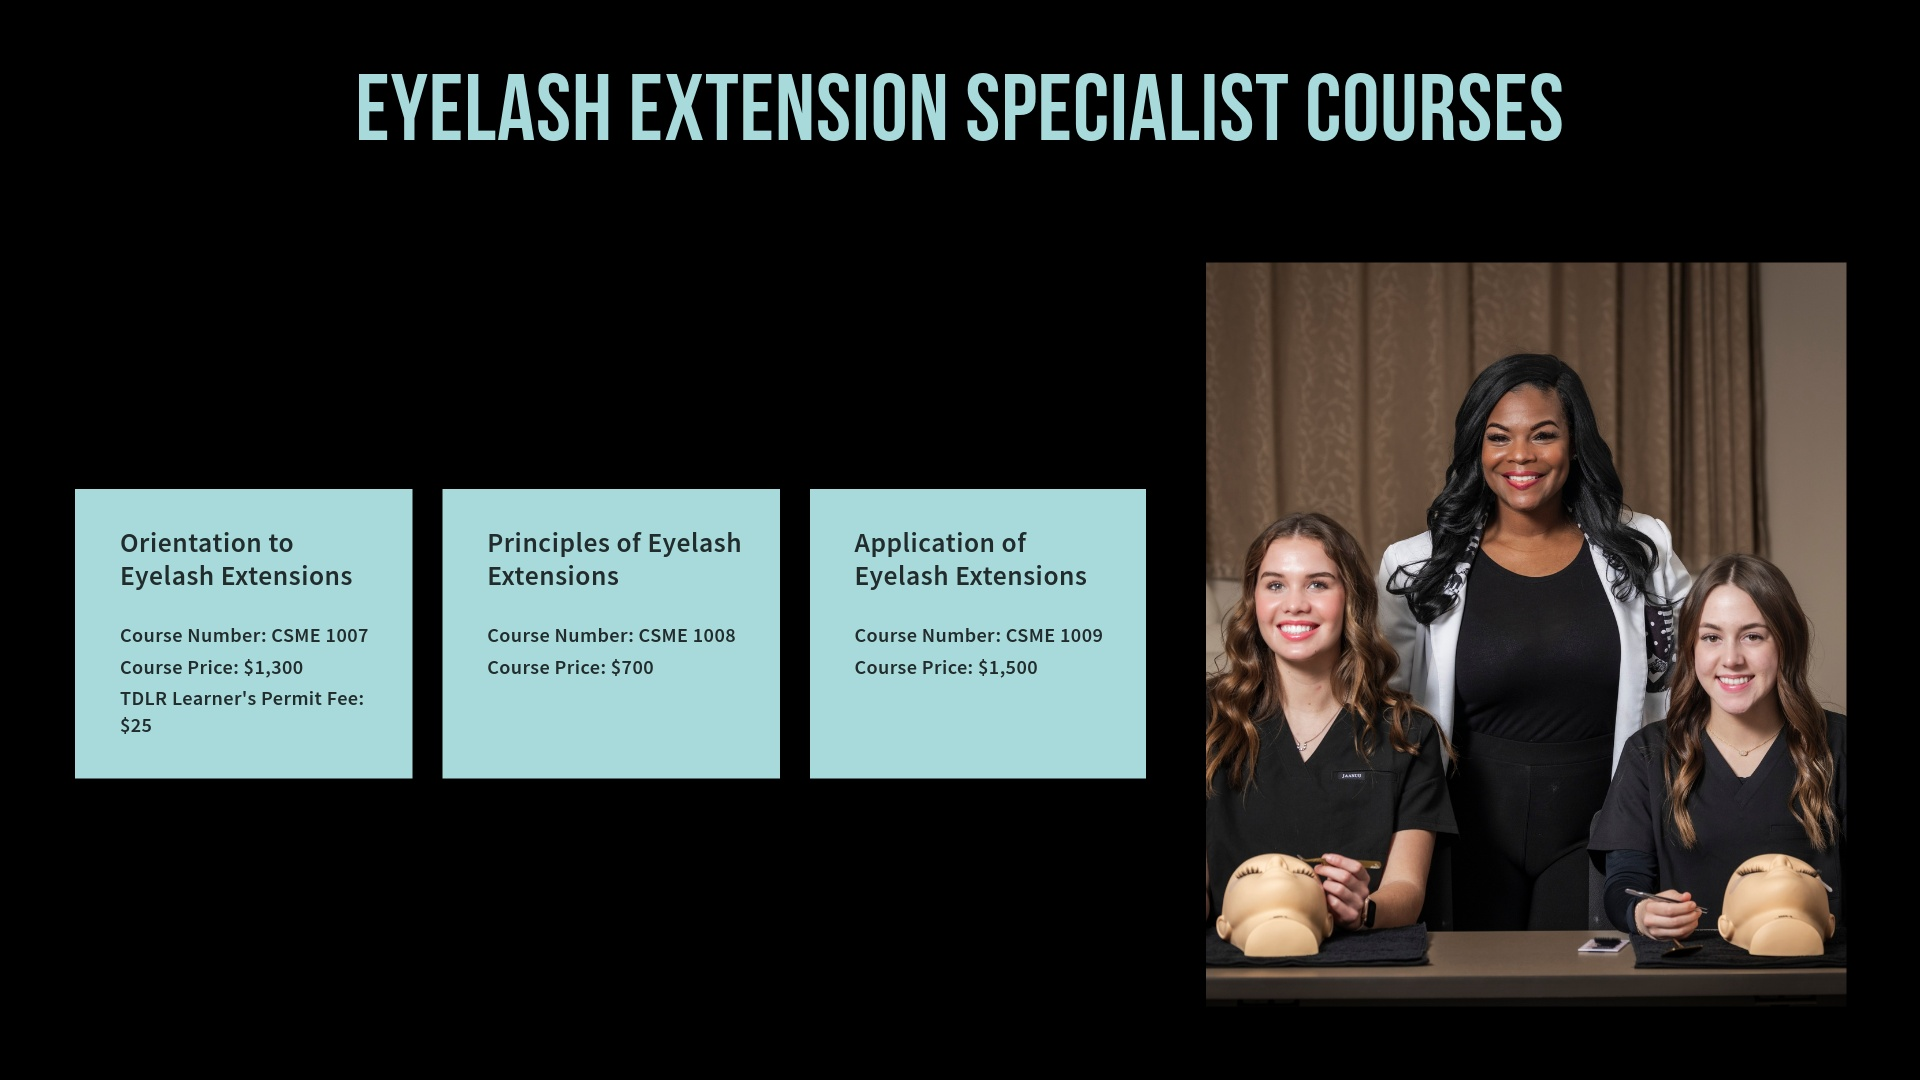 EYELASH EXTENSION SPECIALIST COURSES
Orientation to
Eyelash Extensions
Course Number: CSME 1007
Course Price: $1,300
TDLR Learner's Permit Fee:
$25
Principles of Eyelash
Extensions
Course Number: CSME 1008
Course Price: $700
Application of
Eyelash Extensions
Course Number: CSME 1009
Course Price: $1,500